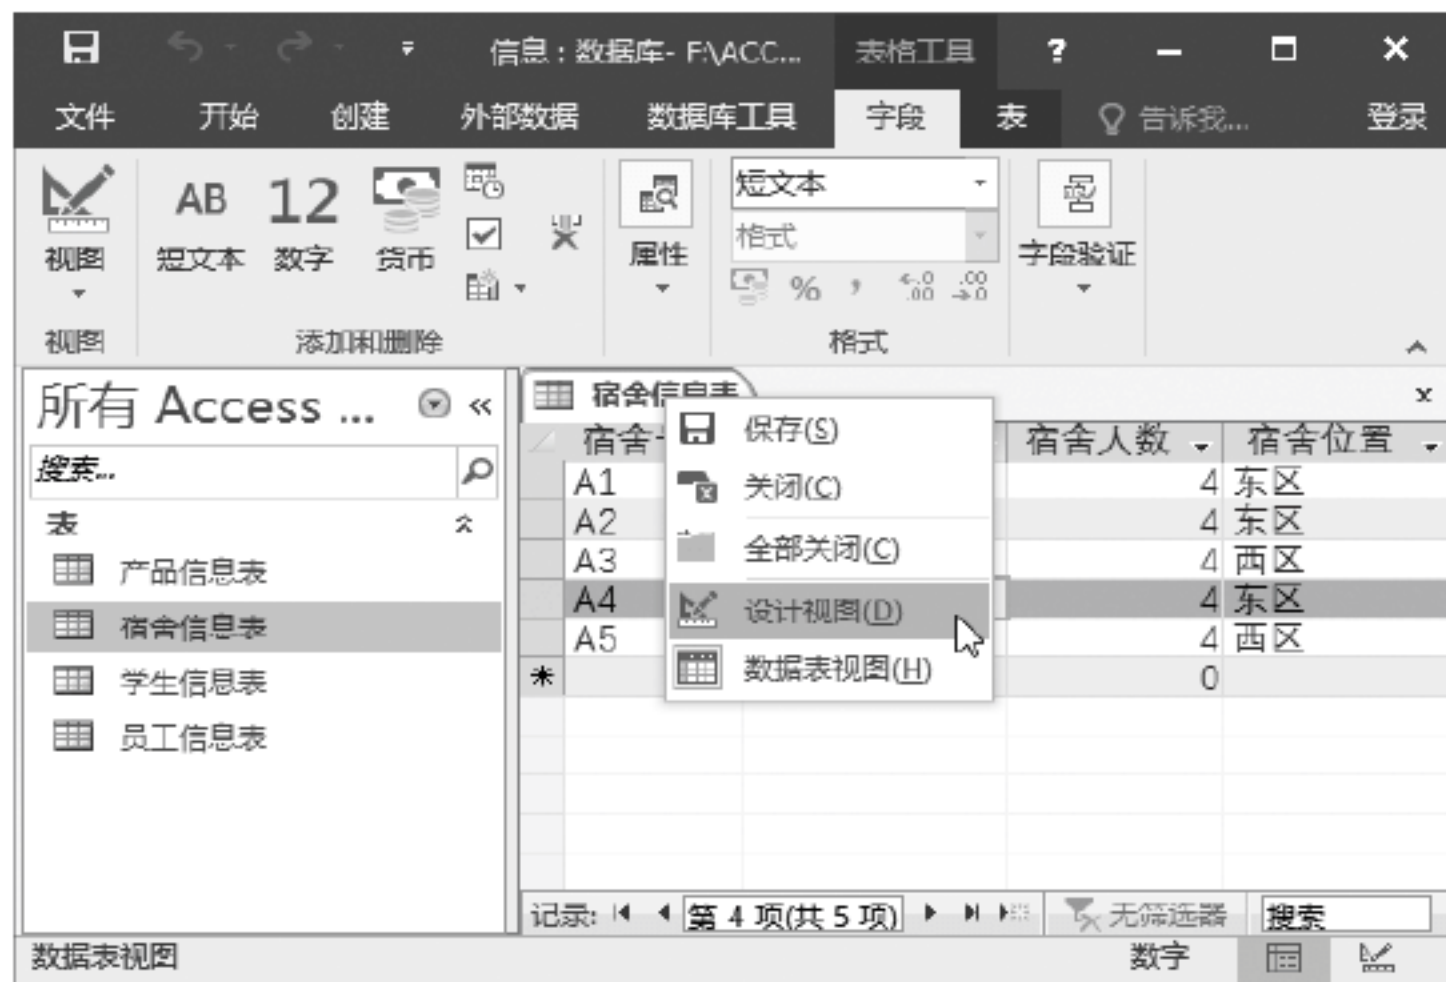 信息：数据库- F:\ACC... 表格工具 ?
文件 开始 创建 外部数据 数据库工具 字段 表 告诉我... 登录
AB 12
视图 短文本 数字 货币 属性 短文本 格式 % , 字段验证
视图 添加和删除 格式
所有 Access ... «
搜索...
表
产品信息表
宿舍信息表
学生信息表
员工信息表
宿舍信息表 x
宿舍 宿舍人数 宿舍位置
A1 4 东区
A2 4 东区
A3 4 西区
A4 4 东区
A5 4 西区
* 0
保存(S)
关闭(C)
全部关闭(C)
设计视图(D)
数据表视图(H)
记录: 第 4 项(共 5 项) 无筛选器 搜索
数据表视图 数字